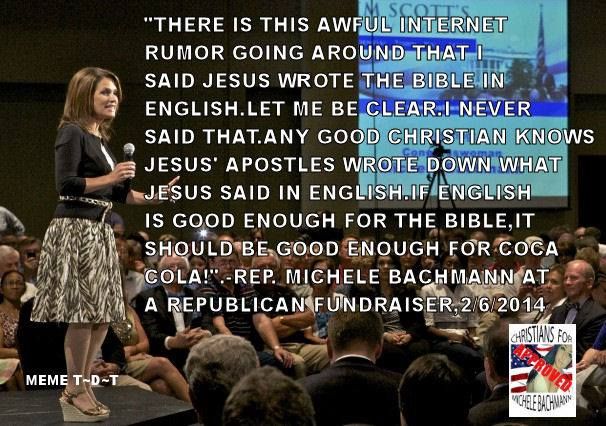 M SCOTT'S
"THERE IS THIS AWFUL INTERNET
RUMOR GOING AROUND THAT I
SAID JESUS WROTE THE BIBLE IN
ENGLISH.LET ME BE CLEAR.I NEVER
SAID THAT.ANY GOOD CHRISTIAN KNOWS
JESUS' APOSTLES WROTE DOWN WHAT
JESUS SAID IN ENGLISH.IF ENGLISH
IS GOOD ENOUGH FOR THE BIBLE,IT
SHOULD BE GOOD ENOUGH FOR COCA
COLA!".-REP. MICHELE BACHMANN AT
A REPUBLICAN FUNDRAISER,2/6/2014
MEME T~D~T
CHRISTIANS FOR
APPROVED
MICHELE BACHMANN